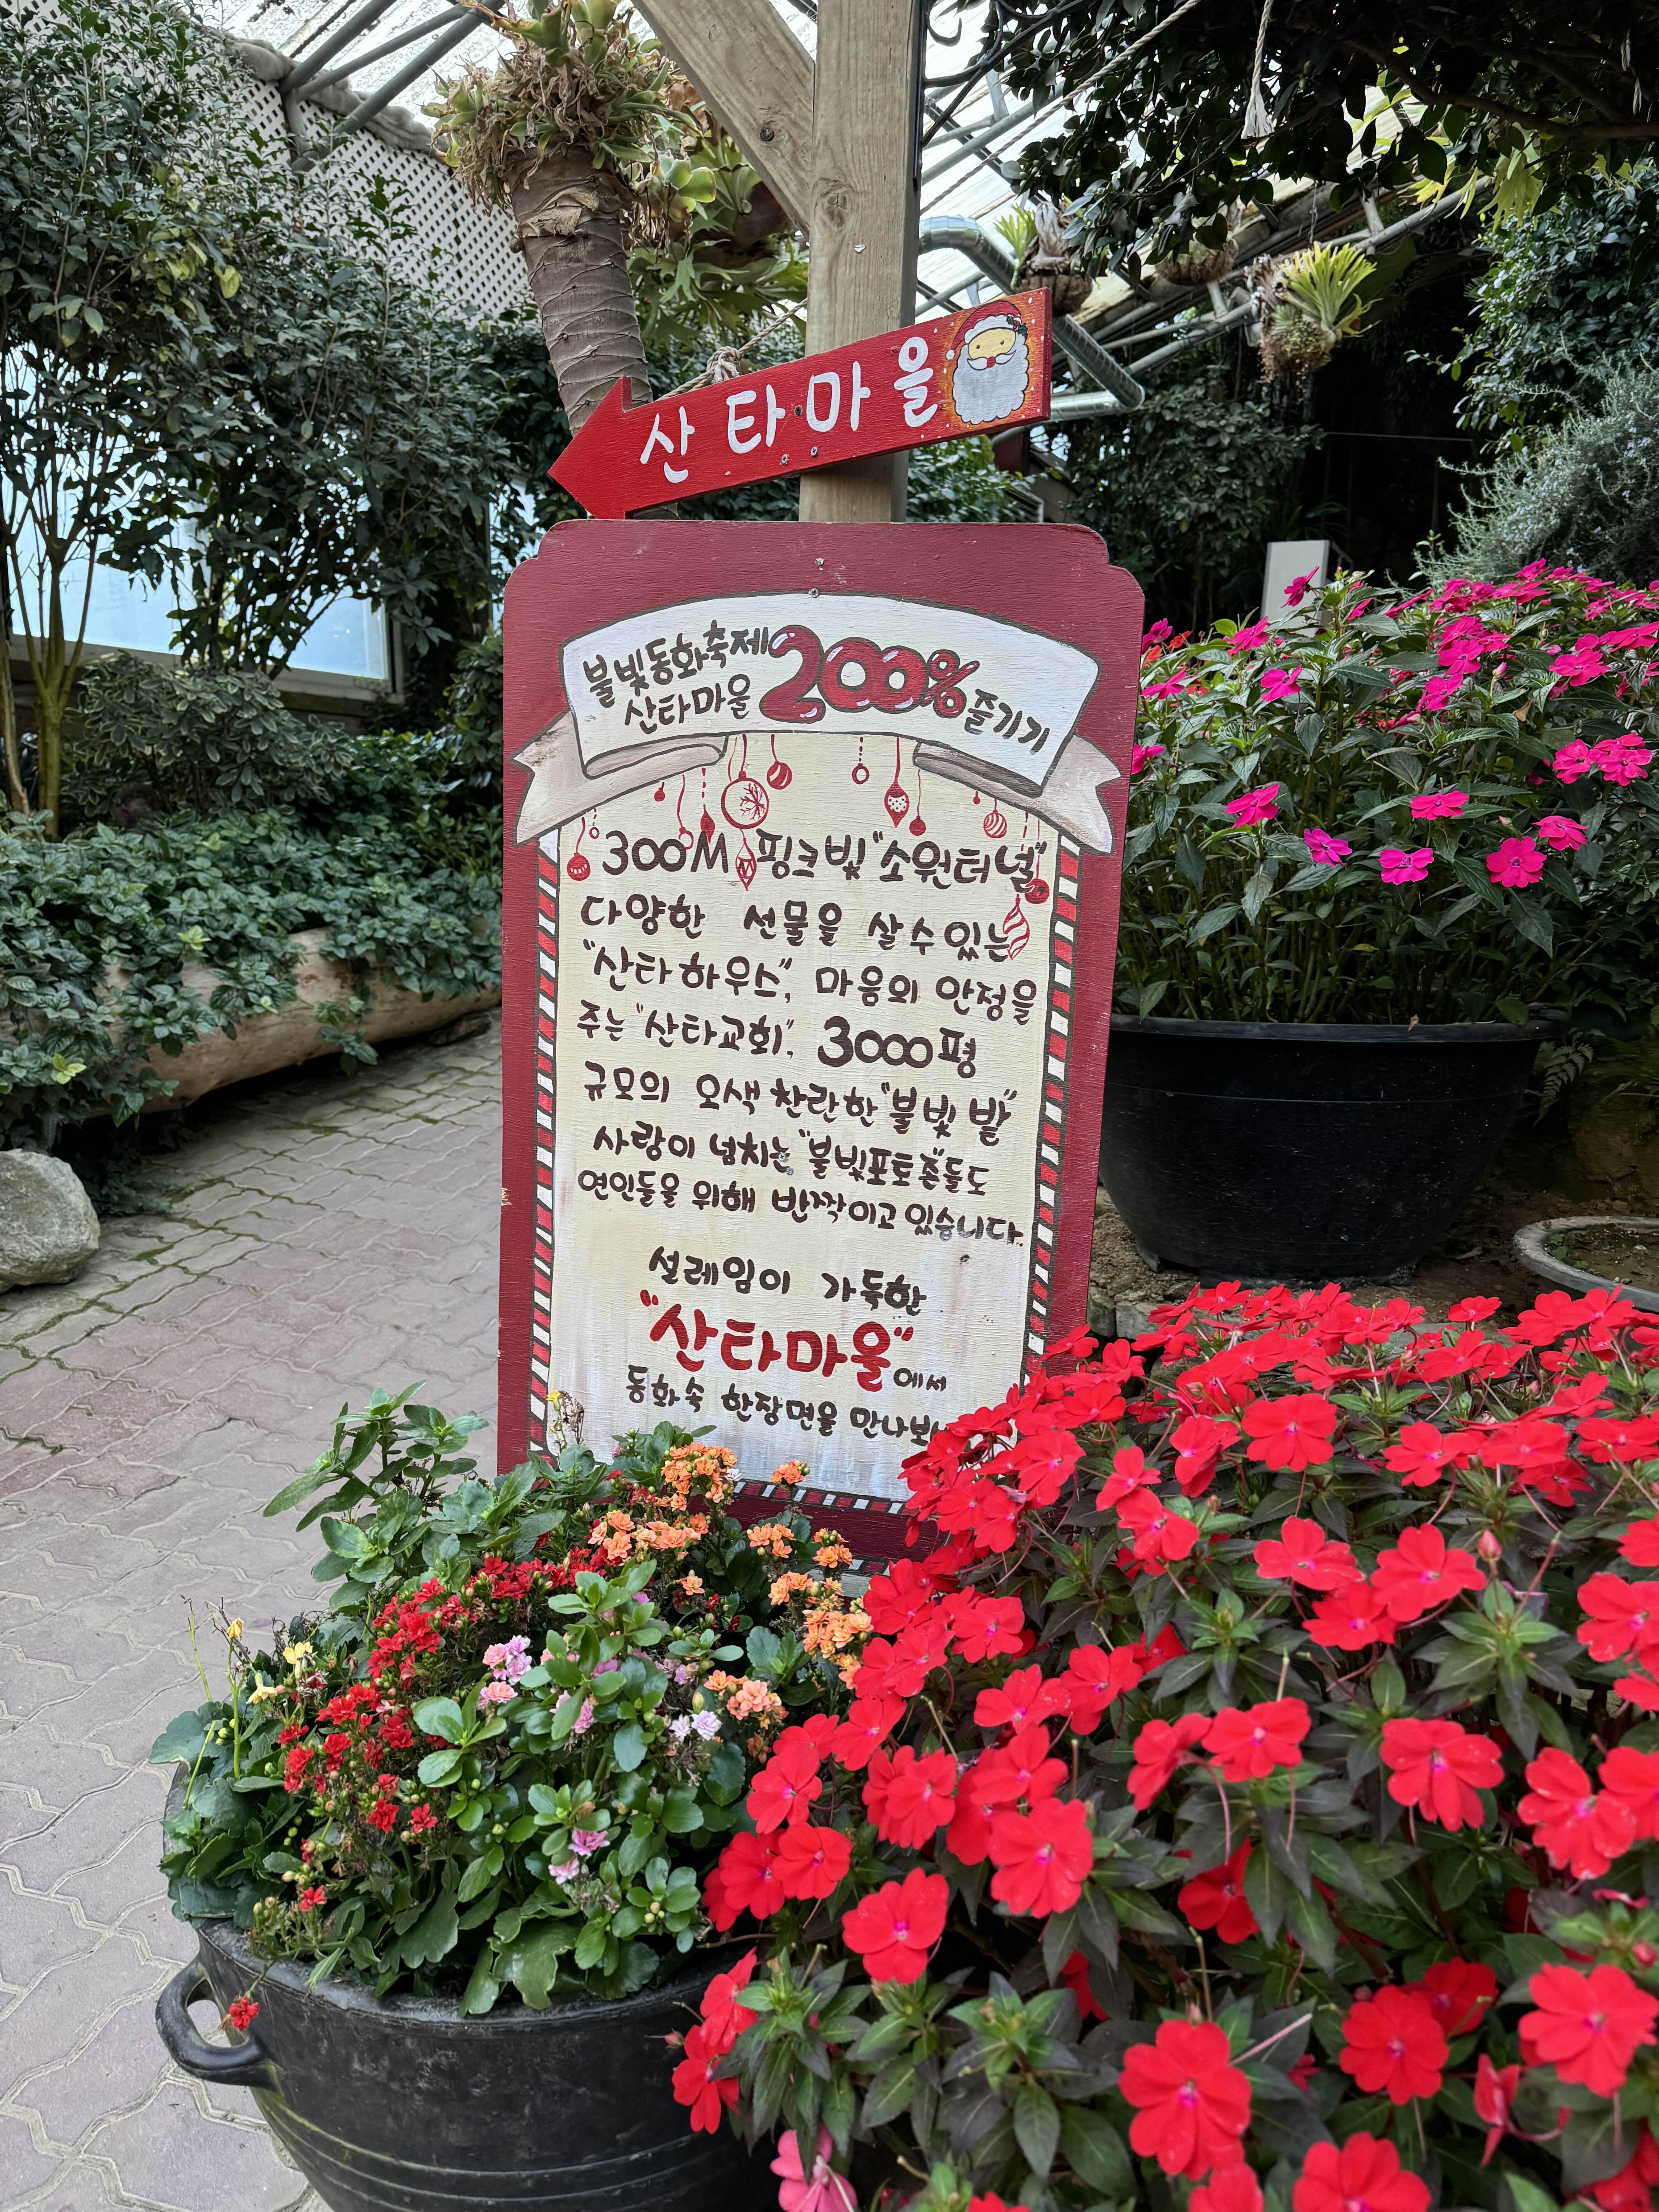 산타마을
불빛동화축제
산타마을 200% 즐기기
300M 핑크빛 "소원터널"
다양한 선물을 살수있는
"산타하우스", 마음의 안정을
주는 "산타교회", 3000평
규모의 오색찬란한 "불빛 밭"
사랑이 넘치는 "불빛포토존"들도
연인들을 위해 반짝이고 있습니다.
설레임이 가득한
"산타마을"에서
동화속 한장면을